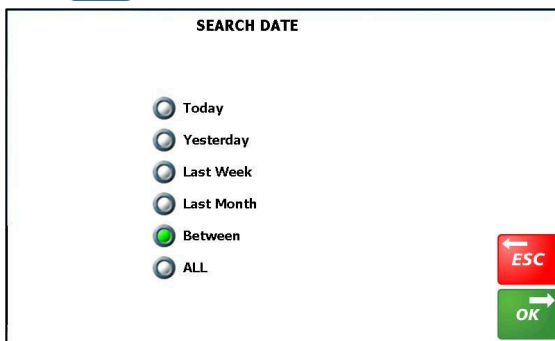 SEARCH DATE
Today
Yesterday
Last Week
Last Month
Between
ALL
ESC
OK